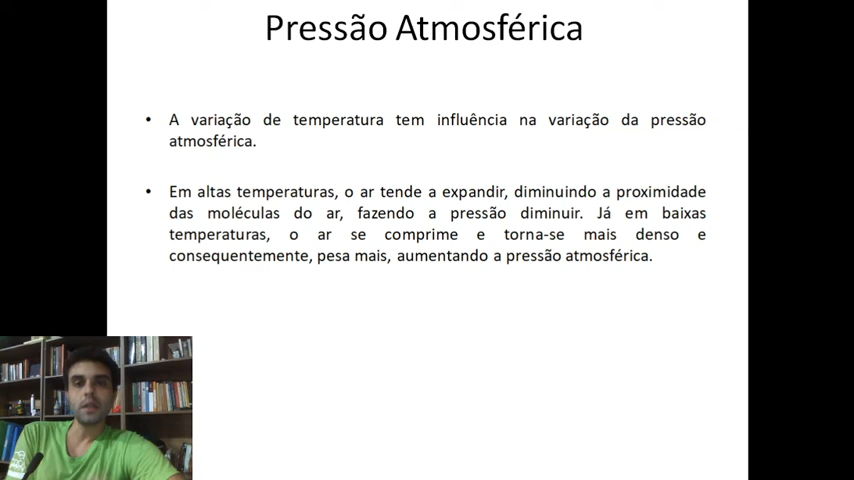 Pressão Atmosférica
• A variação de temperatura tem influência na variação da pressão
atmosférica.
• Em altas temperaturas, o ar tende a expandir, diminuindo a proximidade
das moléculas do ar, fazendo a pressão diminuir. Já em baixas
temperaturas, o ar se comprime e torna-se mais denso e
consequentemente, pesa mais, aumentando a pressão atmosférica.